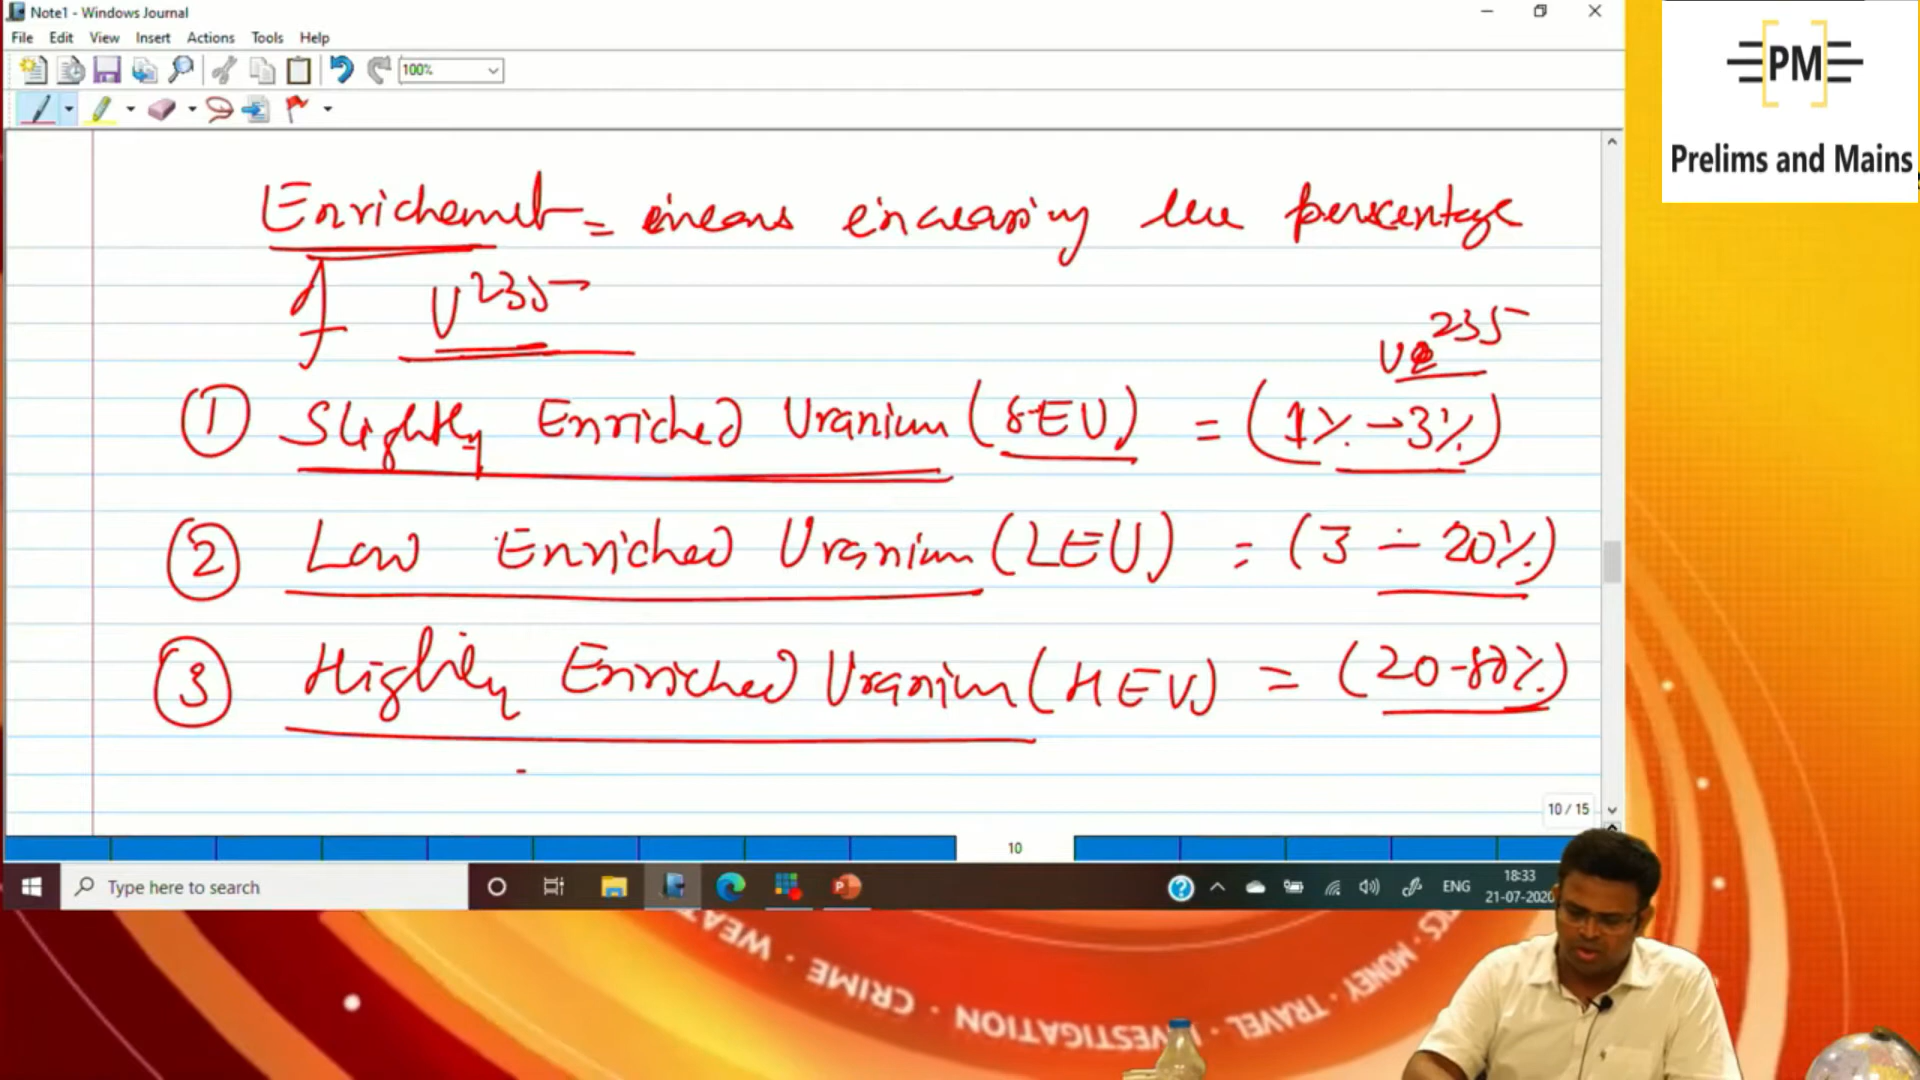 Note1 - Windows Journal
File Edit View Insert Actions Tools Help
100%
PM
Prelims and Mains
Enrichemet = means encreasing the percentage
of U²³⁵
U²³⁵
① Slightly Enriched Uranium (SEU) = (1% - 3%)
② Low Enriched Uranium (LEU) = (3 - 20%)
③ Highly Enriched Uranium (HEU) = (20-80%)
10 / 15
10
Type here to search
ENG
18:33
21-07-2020
WEAT · CRIME · INVESTIGATION · TRAVEL · MONEY ·